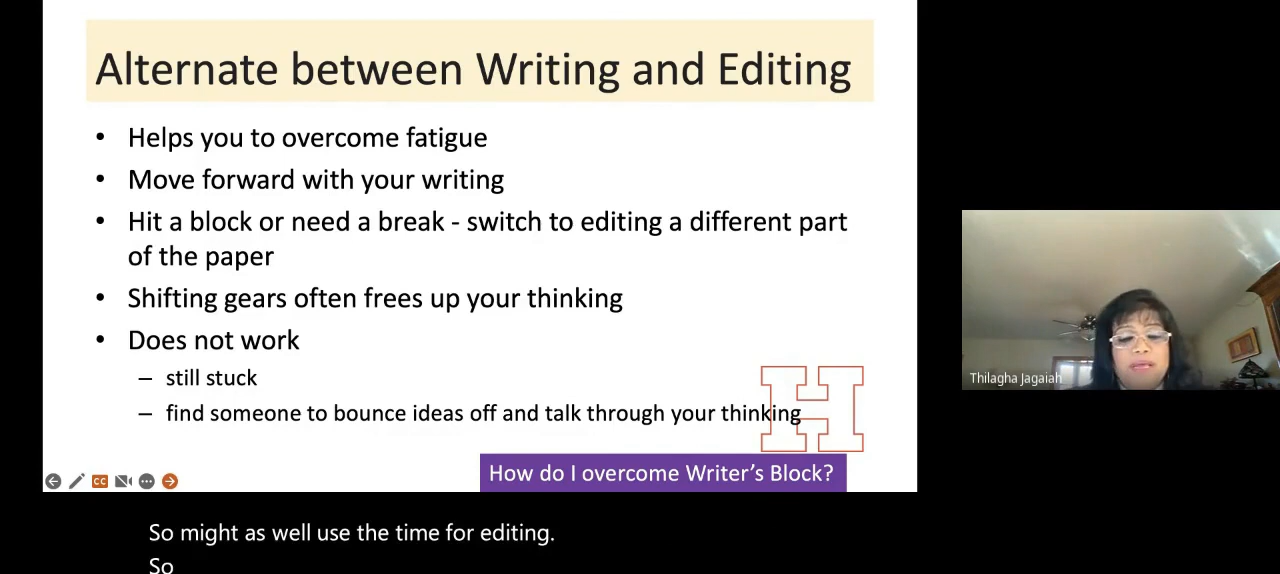 Alternate between Writing and Editing
• Helps you to overcome fatigue
• Move forward with your writing
• Hit a block or need a break - switch to editing a different part
of the paper
• Shifting gears often frees up your thinking
• Does not work
– still stuck
– find someone to bounce ideas off and talk through your thinking
H
How do I overcome Writer's Block?
CC
Thilagha Jagaiah
So might as well use the time for editing.
So